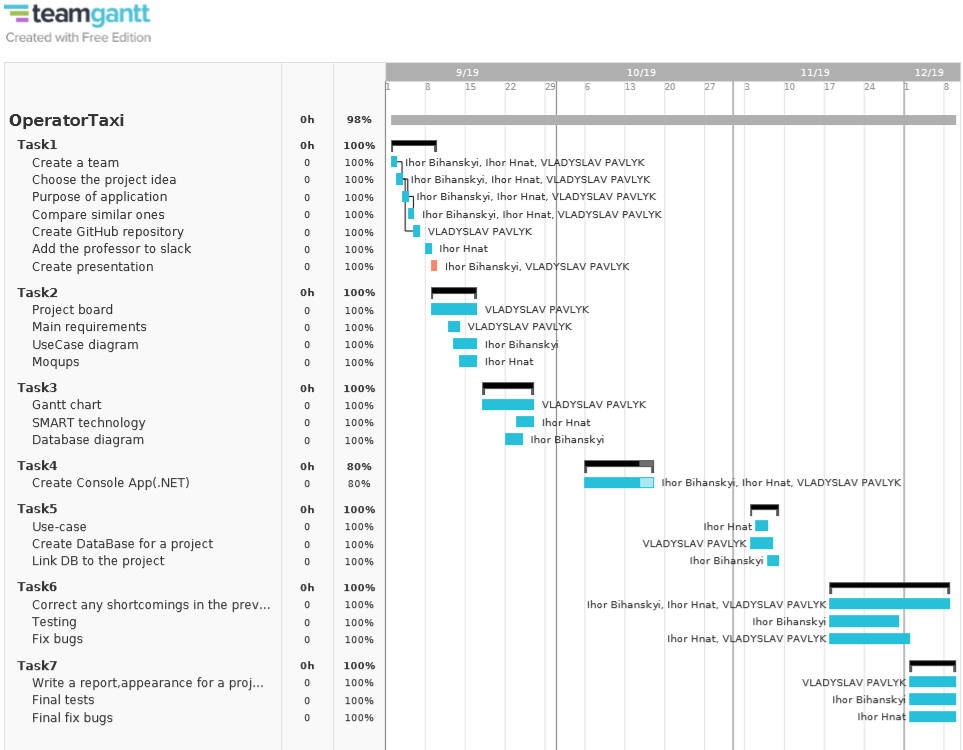 teamgantt
Created with Free Edition
9/19 10/19 11/19 12/19
1 8 15 22 29 6 13 20 27 3 10 17 24 1 8
OperatorTaxi 0h 98%
Task1 0h 100%
Create a team 0 100% Ihor Bihanskyi, Ihor Hnat, VLADYSLAV PAVLYK
Choose the project idea 0 100% Ihor Bihanskyi, Ihor Hnat, VLADYSLAV PAVLYK
Purpose of application 0 100% Ihor Bihanskyi, Ihor Hnat, VLADYSLAV PAVLYK
Compare similar ones 0 100% Ihor Bihanskyi, Ihor Hnat, VLADYSLAV PAVLYK
Create GitHub repository 0 100% VLADYSLAV PAVLYK
Add the professor to slack 0 100% Ihor Hnat
Create presentation 0 100% Ihor Bihanskyi, VLADYSLAV PAVLYK
Task2 0h 100%
Project board 0 100% VLADYSLAV PAVLYK
Main requirements 0 100% VLADYSLAV PAVLYK
UseCase diagram 0 100% Ihor Bihanskyi
Moqups 0 100% Ihor Hnat
Task3 0h 100%
Gantt chart 0 100% VLADYSLAV PAVLYK
SMART technology 0 100% Ihor Hnat
Database diagram 0 100% Ihor Bihanskyi
Task4 0h 80%
Create Console App(.NET) 0 80% Ihor Bihanskyi, Ihor Hnat, VLADYSLAV PAVLYK
Task5 0h 100%
Use-case 0 100% Ihor Hnat
Create DataBase for a project 0 100% VLADYSLAV PAVLYK
Link DB to the project 0 100% Ihor Bihanskyi
Task6 0h 100%
Correct any shortcomings in the prev... 0 100% Ihor Bihanskyi, Ihor Hnat, VLADYSLAV PAVLYK
Testing 0 100% Ihor Bihanskyi
Fix bugs 0 100% Ihor Hnat, VLADYSLAV PAVLYK
Task7 0h 100%
Write a report,appearance for a proj... 0 100% VLADYSLAV PAVLYK
Final tests 0 100% Ihor Bihanskyi
Final fix bugs 0 100% Ihor Hnat